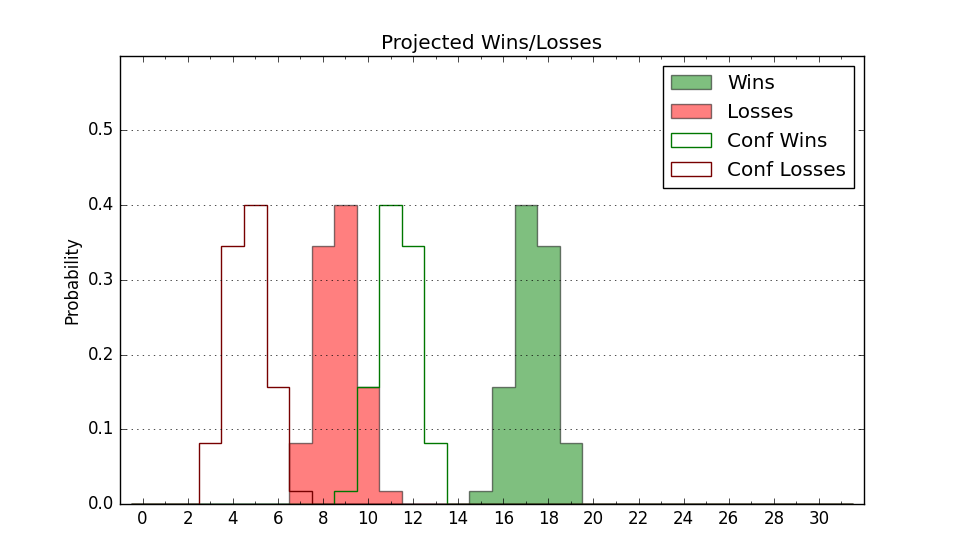 Projected Wins/Losses
Wins
Losses
Conf Wins
Conf Losses
Probability
0.5
0.4
0.3
0.2
0.1
0.0
0 2 4 6 8 10 12 14 16 18 20 22 24 26 28 30